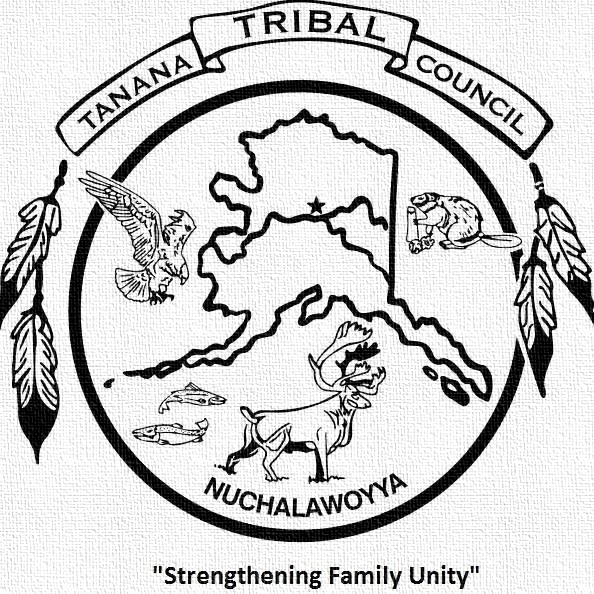 TANANA TRIBAL COUNCIL
NUCHALAWOYYA
"Strengthening Family Unity"